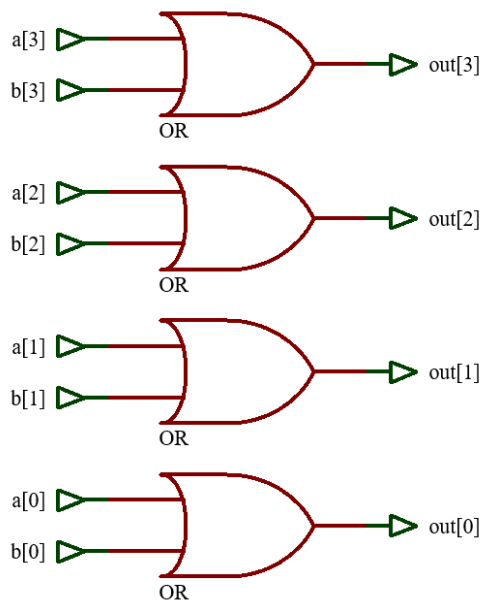 a[3]
out[3]
b[3]
OR
a[2]
out[2]
b[2]
OR
a[1]
out[1]
b[1]
OR
a[0]
out[0]
b[0]
OR